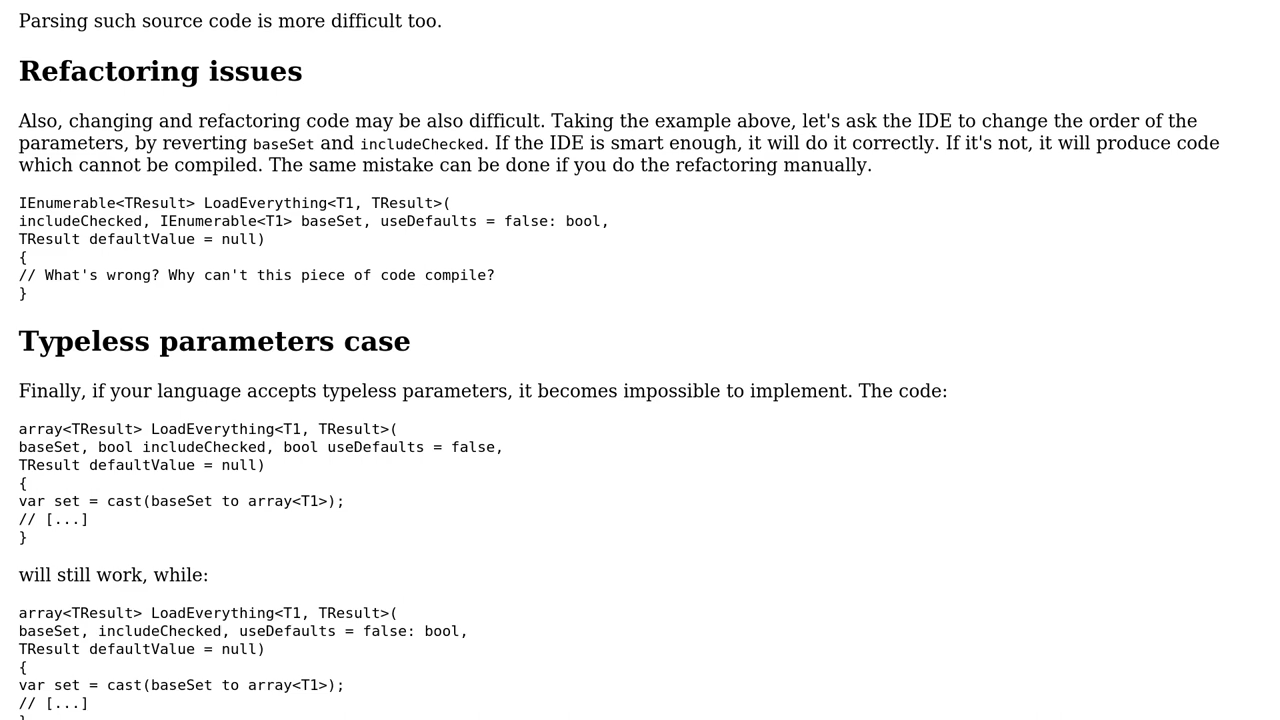 Parsing such source code is more difficult too.
Refactoring issues
Also, changing and refactoring code may be also difficult. Taking the example above, let's ask the IDE to change the order of the
parameters, by reverting baseSet and includeChecked. If the IDE is smart enough, it will do it correctly. If it's not, it will produce code
which cannot be compiled. The same mistake can be done if you do the refactoring manually.
IEnumerable<TResult> LoadEverything<T1, TResult>(
includeChecked, IEnumerable<T1> baseSet, useDefaults = false: bool,
TResult defaultValue = null)
{
// What's wrong? Why can't this piece of code compile?
}
Typeless parameters case
Finally, if your language accepts typeless parameters, it becomes impossible to implement. The code:
array<TResult> LoadEverything<T1, TResult>(
baseSet, bool includeChecked, bool useDefaults = false,
TResult defaultValue = null)
{
var set = cast(baseSet to array<T1>);
// [...]
}
will still work, while:
array<TResult> LoadEverything<T1, TResult>(
baseSet, includeChecked, useDefaults = false: bool,
TResult defaultValue = null)
{
var set = cast(baseSet to array<T1>);
// [...]
}